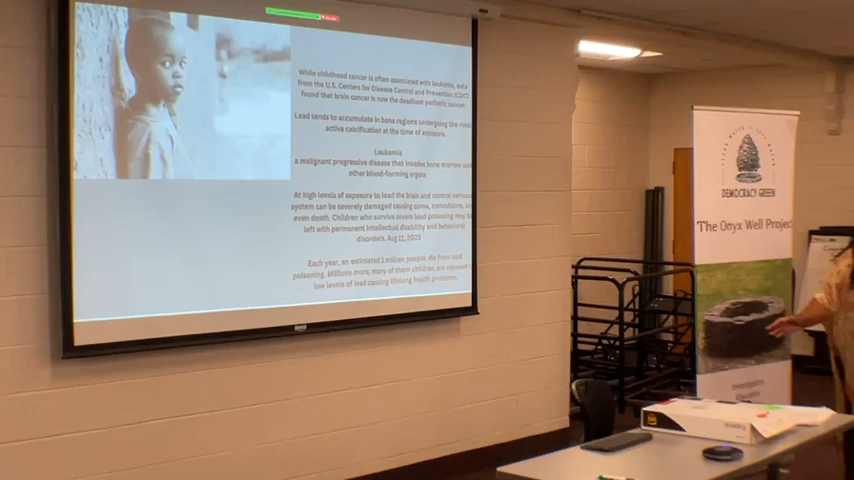 While childhood cancer is often associated with leukemia, data
from the U.S. Centers for Disease Control and Prevention (CDC)
found that brain cancer is now the deadliest pediatric cancer.
Lead tends to accumulate in bone regions undergoing the most
active calcification at the time of exposure.
Leukemia
a malignant progressive disease that invades bone marrow and
other blood-forming organs
At high levels of exposure to lead the brain and central nervous
system can be severely damaged causing coma, convulsions, and
even death. Children who survive severe lead poisoning may be
left with permanent intellectual disability and behavioral
disorders. Aug 11, 2023
Each year, an estimated 1 million people, die from lead
poisoning. Millions more, many of them children are exposed to
low levels of lead causing lifelong health problems.
DEMOCRACY GREEN
"The Onyx Well Project